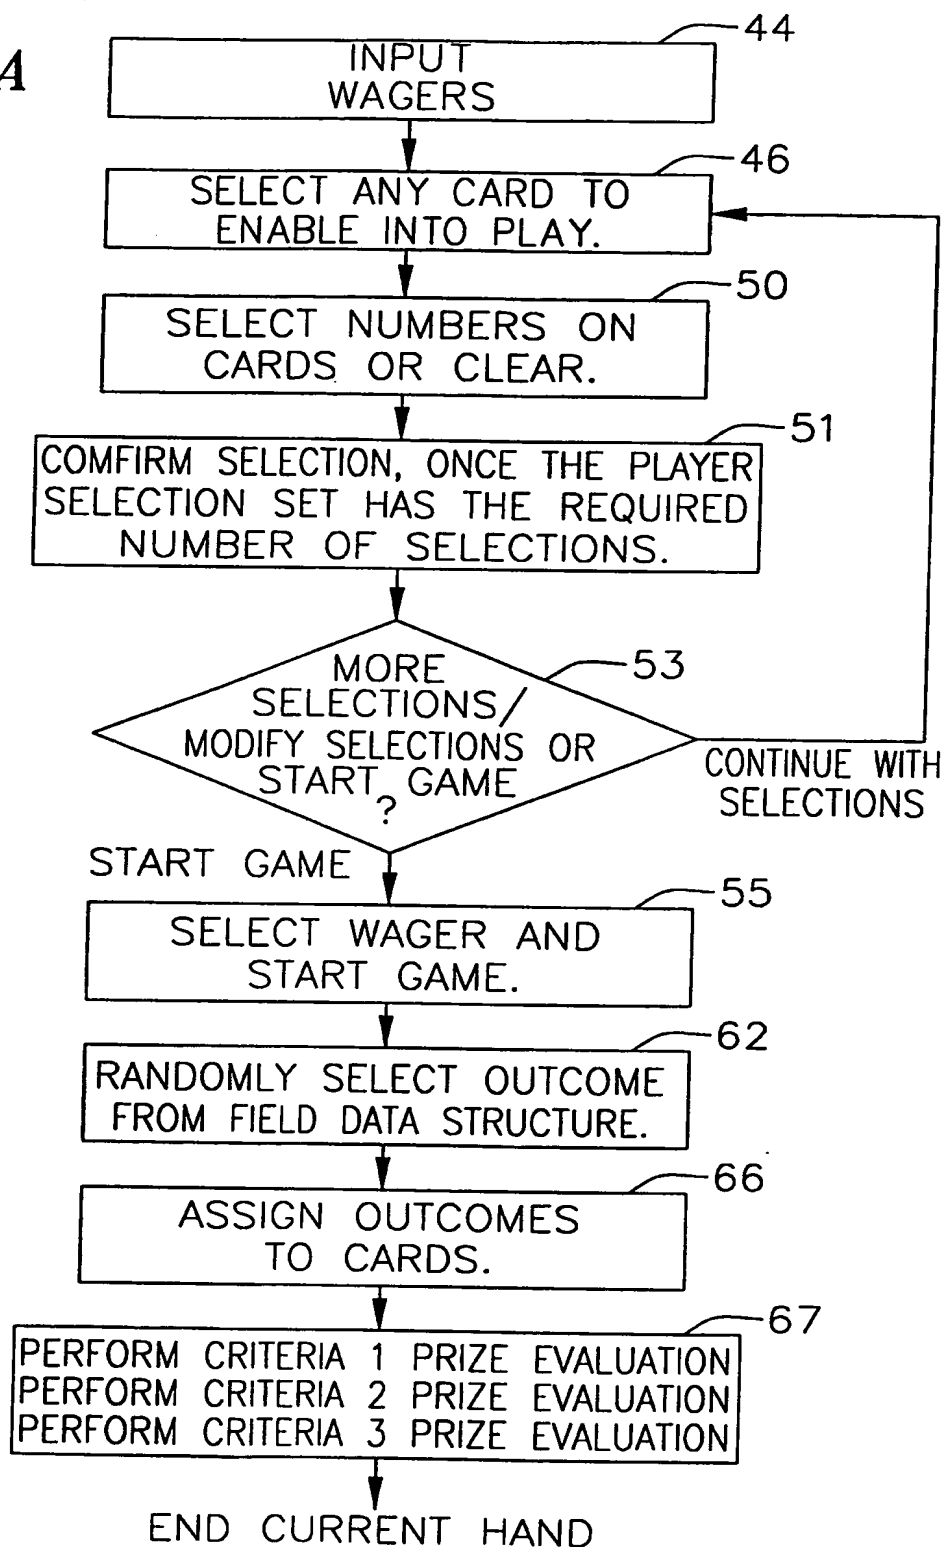 A
44
INPUT
WAGERS
46
SELECT ANY CARD TO
ENABLE INTO PLAY.
50
SELECT NUMBERS ON
CARDS OR CLEAR.
51
COMFIRM SELECTION, ONCE THE PLAYER
SELECTION SET HAS THE REQUIRED
NUMBER OF SELECTIONS.
53
MORE
SELECTIONS/
MODIFY SELECTIONS OR
START GAME
?
CONTINUE WITH
SELECTIONS
START GAME
55
SELECT WAGER AND
START GAME.
62
RANDOMLY SELECT OUTCOME
FROM FIELD DATA STRUCTURE.
66
ASSIGN OUTCOMES
TO CARDS.
67
PERFORM CRITERIA 1 PRIZE EVALUATION
PERFORM CRITERIA 2 PRIZE EVALUATION
PERFORM CRITERIA 3 PRIZE EVALUATION
END CURRENT HAND